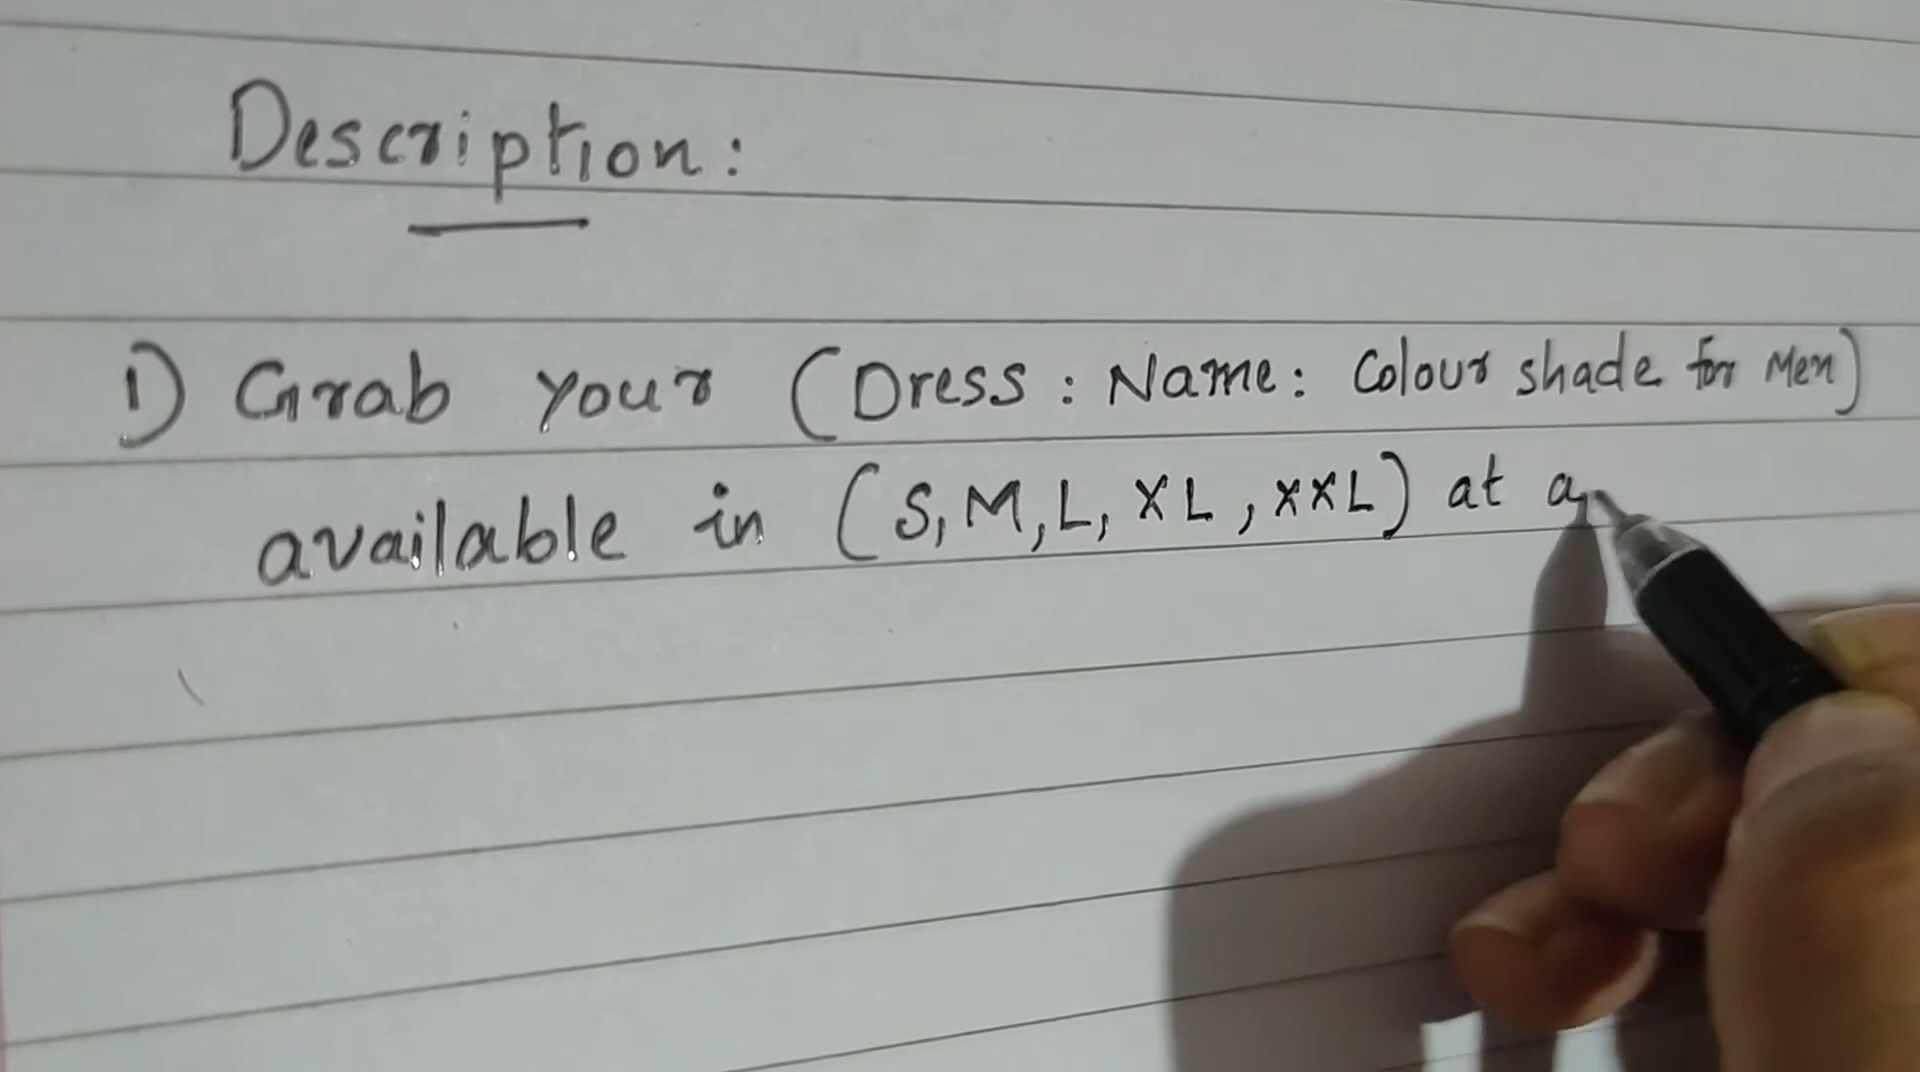 Description:
1) Grab your (Dress: Name: Colour shade for Men)
available in (S, M, L, XL, XXL) at a